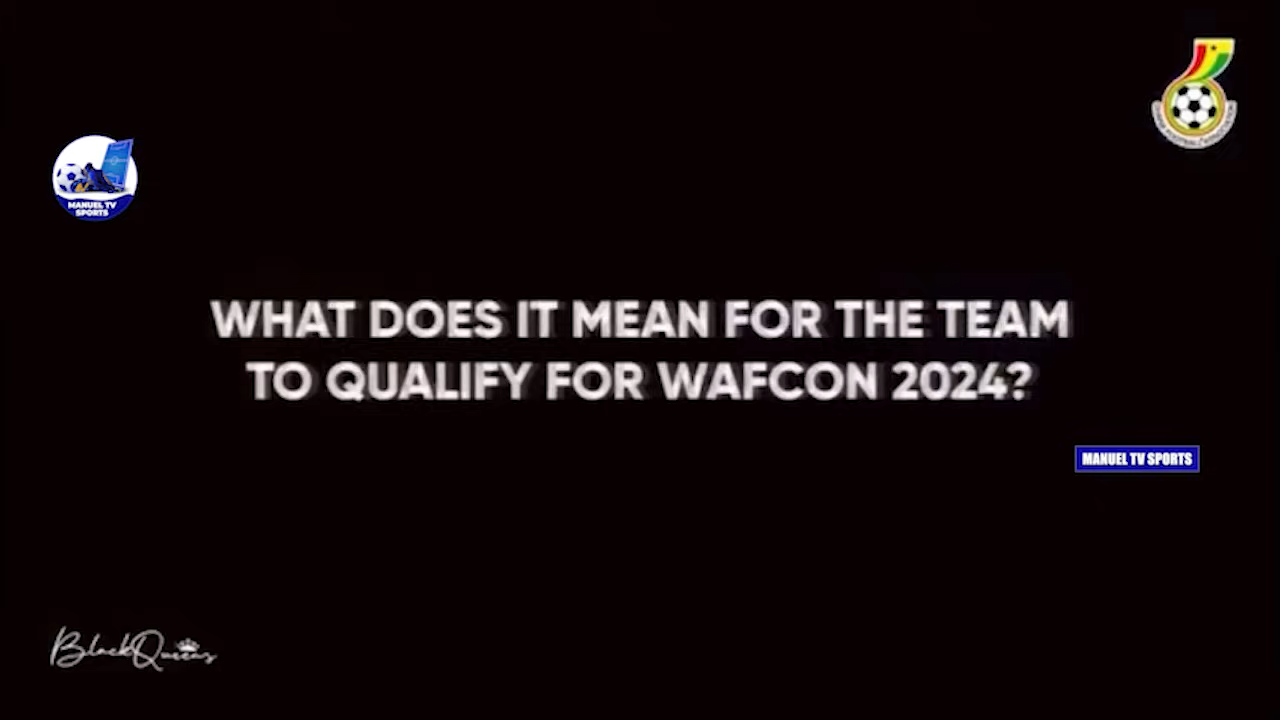 MANUEL TV
SPORTS
WHAT DOES IT MEAN FOR THE TEAM
TO QUALIFY FOR WAFCON 2024?
MANUEL TV SPORTS
BlackQueens